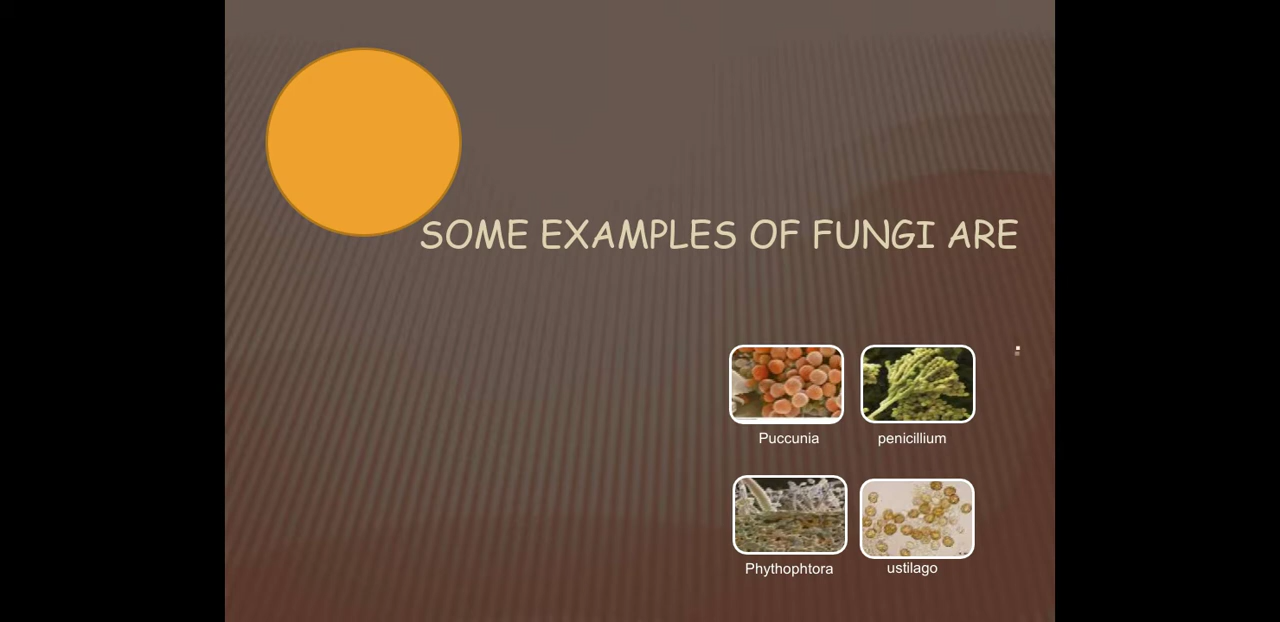 SOME EXAMPLES OF FUNGI ARE
Puccunia
penicillium
Phythophtora
ustilago